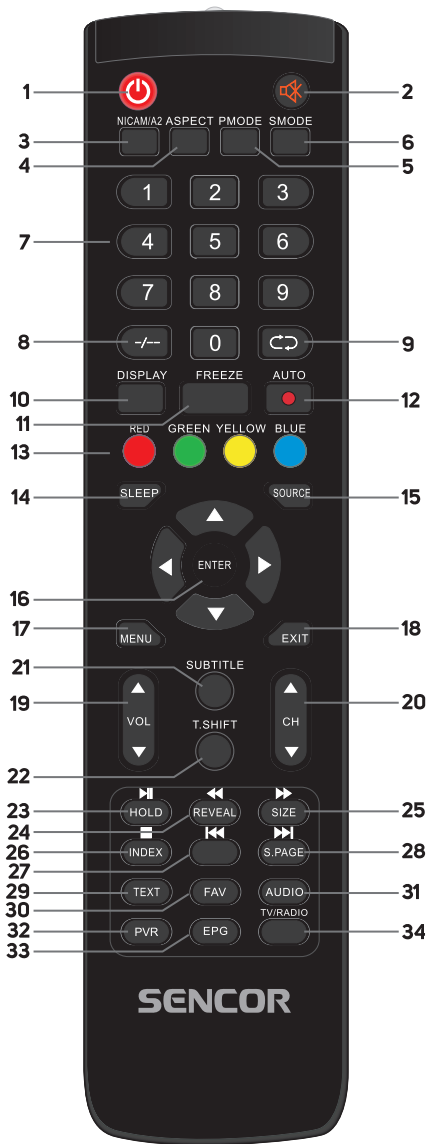 1 2
NICAM/A2 ASPECT PMODE SMODE
3 6
4 5
1 2 3
7 4 5 6
7 8 9
8 -/-- 0 9
DISPLAY FREEZE AUTO
10 12
11
RED GREEN YELLOW BLUE
13
14 SLEEP SOURCE 15
ENTER
16
17 MENU EXIT 18
21 SUBTITLE
19 VOL CH 20
T.SHIFT
22
23 HOLD REVEAL SIZE 25
24
26 INDEX S.PAGE 28
27
29 TEXT FAV AUDIO 31
30 TV/RADIO
32 PVR EPG 34
33
SENCOR